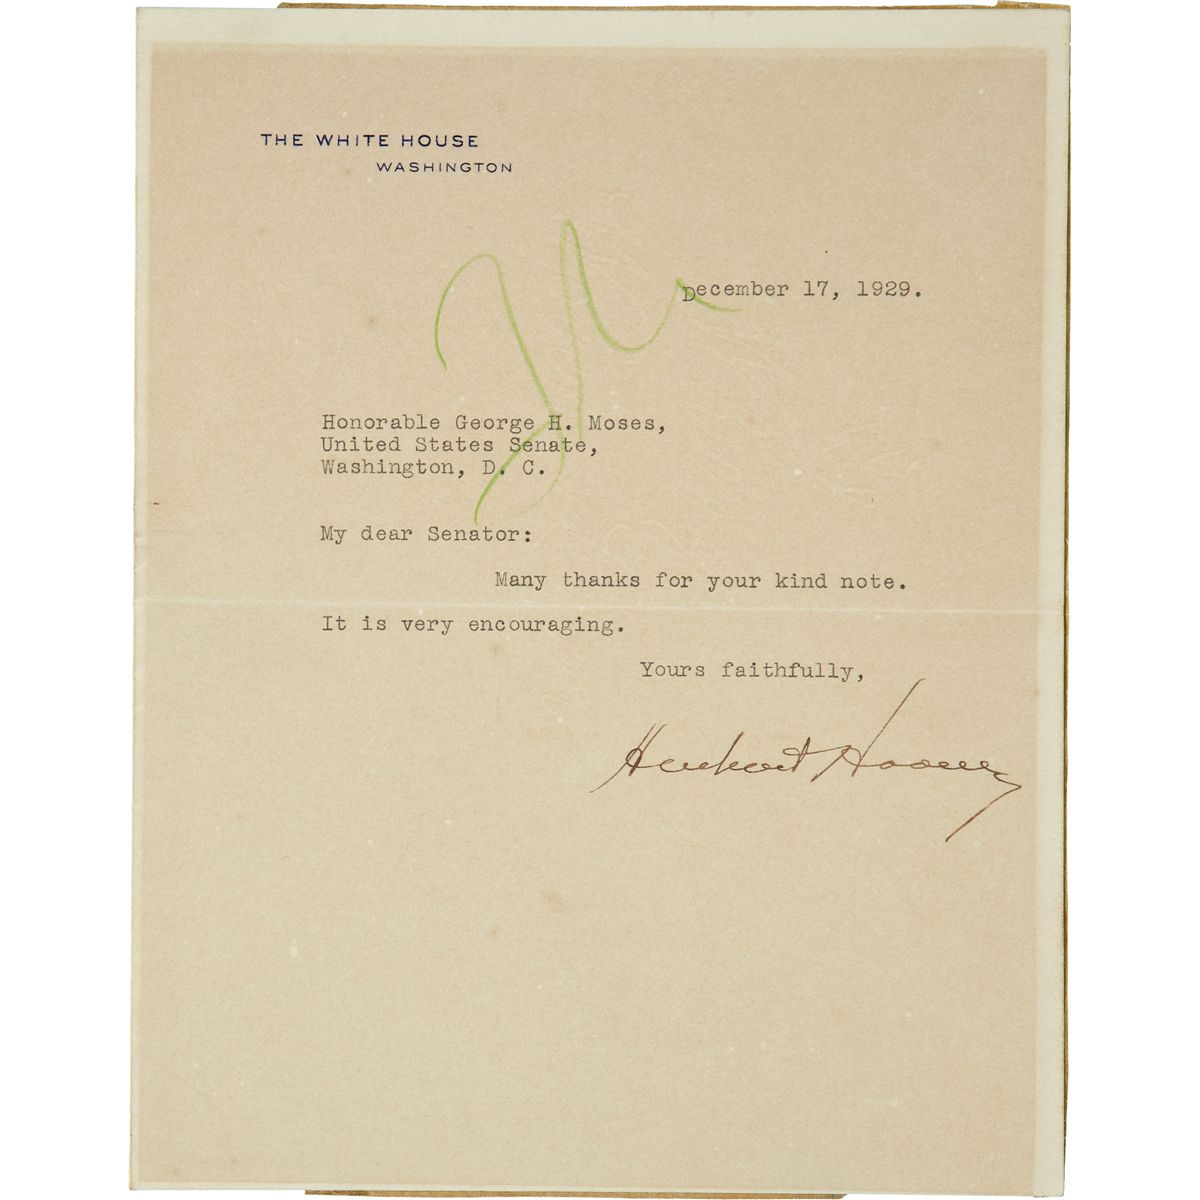 THE WHITE HOUSE
WASHINGTON
December 17, 1929.
Honorable George H. Moses,
United States Senate,
Washington, D. C.
My dear Senator:
Many thanks for your kind note.
It is very encouraging.
Yours faithfully,
Herbert Hoover